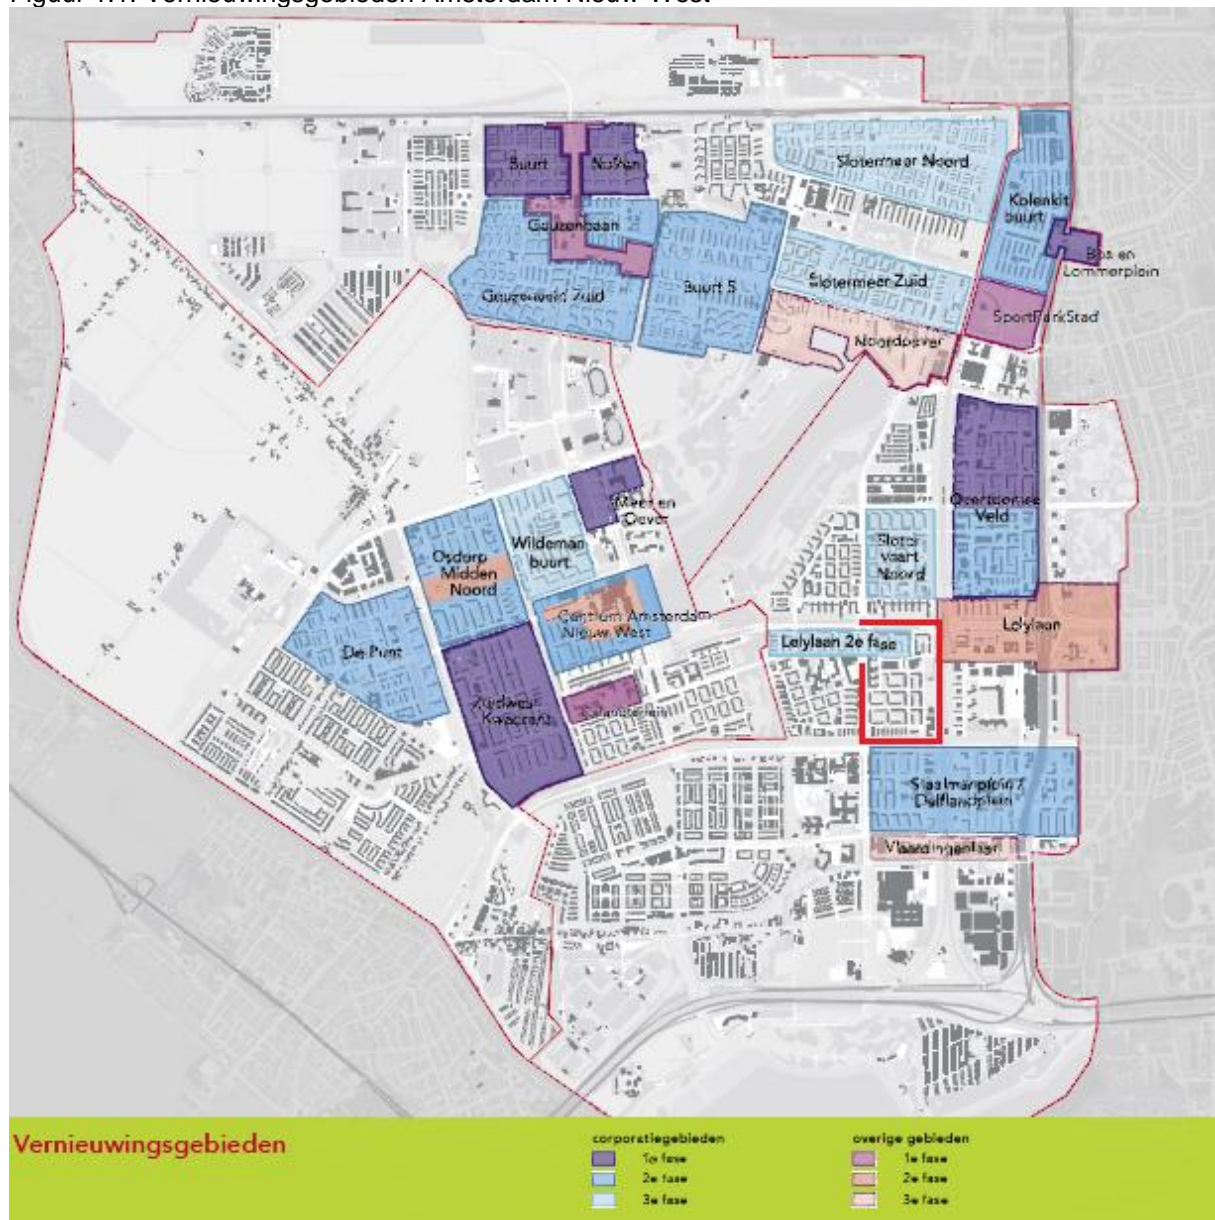 Figuur 1.1: Vernieuwingsgebieden Amsterdam Nieuw-West
Buurt
Slotermeer Noord
Kolenkit
buurt
Geuzenbaan
Bos en
Lommerplein
Geuzenveld Zuid
Buurt 5
Slotermeer Zuid
SportParkStad
Noordoever
Meer en
Oever
Overtoomse
Veld
Osdorp
Midden
Noord
Wildeman
buurt
Sloter
vaart
Noord
Centrum Amsterdam
Nieuw West
Lelylaan
De Punt
Lelylaan 2e fase
Zuidwest
Kwadrant
Staalmanplein /
Delflandplein
Vlaardingenlaan
Vernieuwingsgebieden
corporatiegebieden
1e fase
2e fase
3e fase
overige gebieden
1e fase
2e fase
3e fase